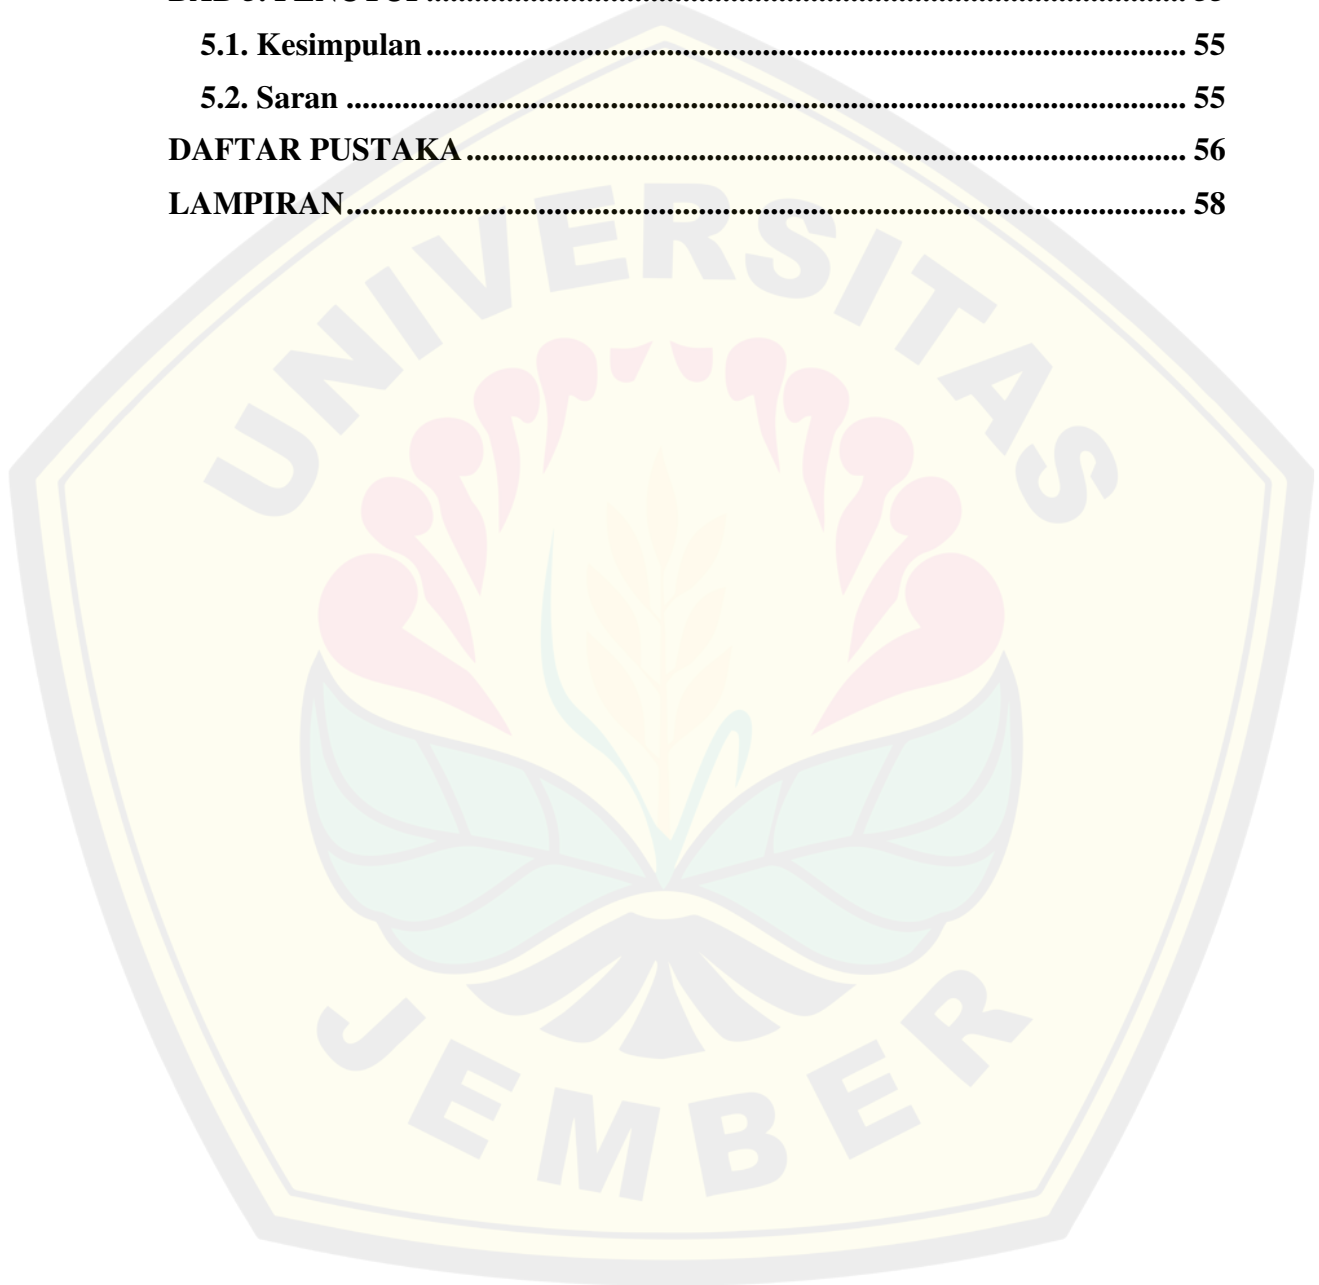 5.1. Kesimpulan ................................................................................................ 55
5.2. Saran .......................................................................................................... 55
DAFTAR PUSTAKA ........................................................................................... 56
LAMPIRAN .......................................................................................................... 58
UNIVERSITAS
JEMBER